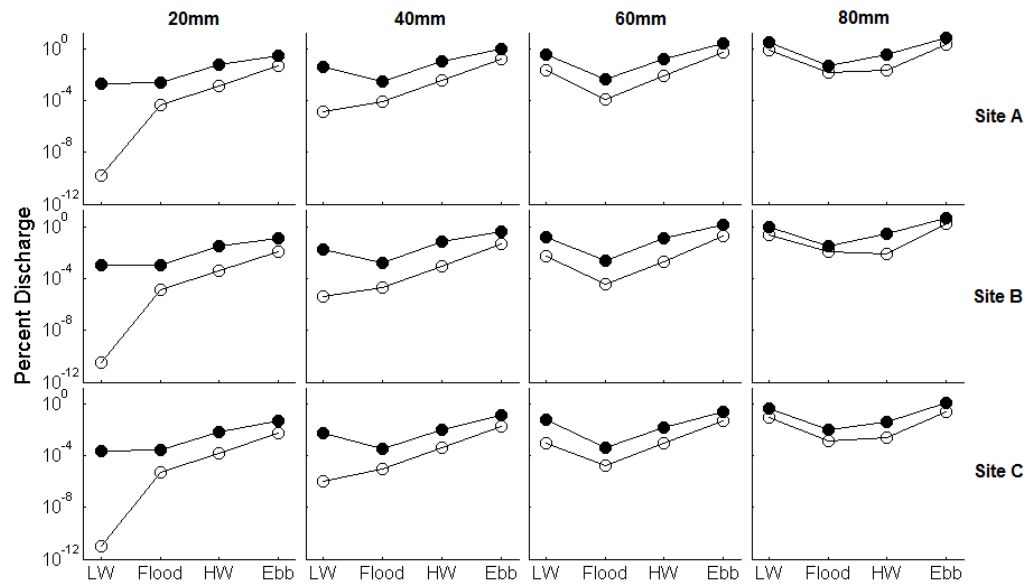 20mm 40mm 60mm 80mm
10^0
10^-4
10^-8
10^-12
Site A
10^0
10^-4
10^-8
10^-12
Site B
10^0
10^-4
10^-8
10^-12
Site C
Percent Discharge
LW Flood HW Ebb LW Flood HW Ebb LW Flood HW Ebb LW Flood HW Ebb